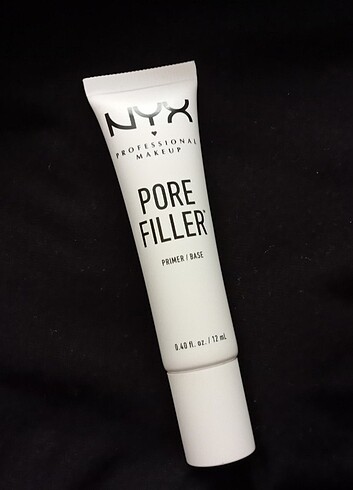 NYX
PROFESSIONAL
MAKEUP
PORE
FILLER
PRIMER / BASE
0.40 fl. oz. / 12 mL